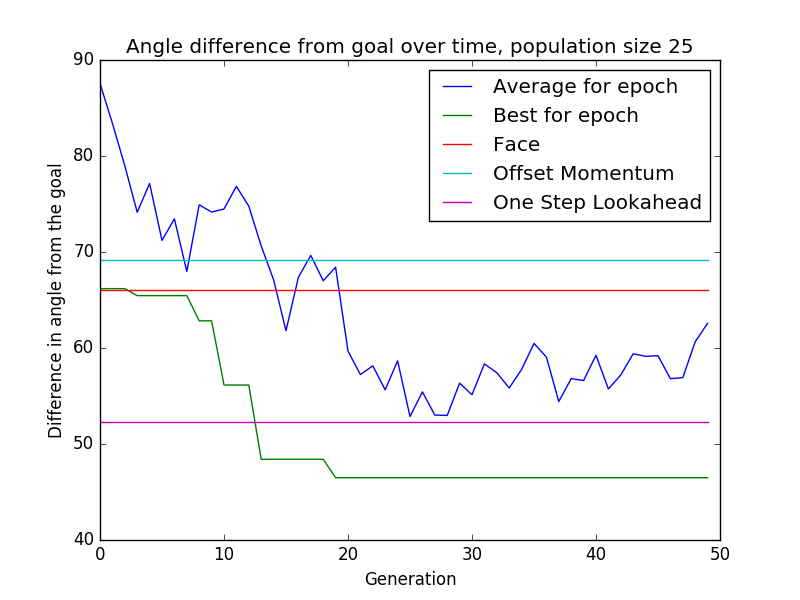 Angle difference from goal over time, population size 25
90
80
70
60
50
40
0
10
20
30
40
50
Difference in angle from the goal
Generation
Average for epoch
Best for epoch
Face
Offset Momentum
One Step Lookahead